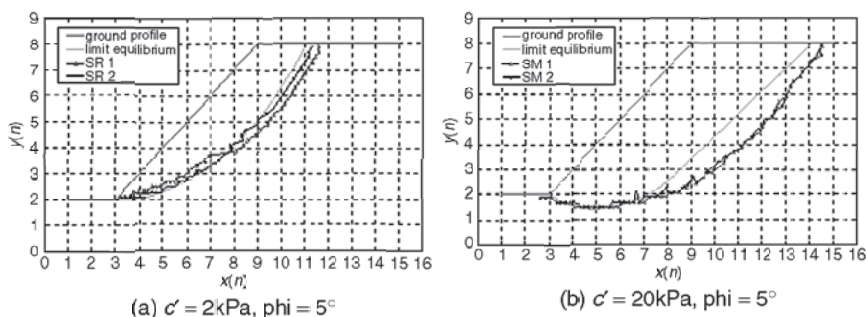 9
8
7
6
5
4
3
2
1
0
y(n)
ground profile
limit equilibrium
SR 1
SR 2
0 1 2 3 4 5 6 7 8 9 10 11 12 13 14 15 16
x(n)
(a) c′ = 2kPa, phi = 5°
9
8
7
6
5
4
3
2
1
0
y(n)
ground profile
limit equilibrium
SM 1
SM 2
0 1 2 3 4 5 6 7 8 9 10 11 12 13 14 15 16
x(n)
(b) c′ = 20kPa, phi = 5°